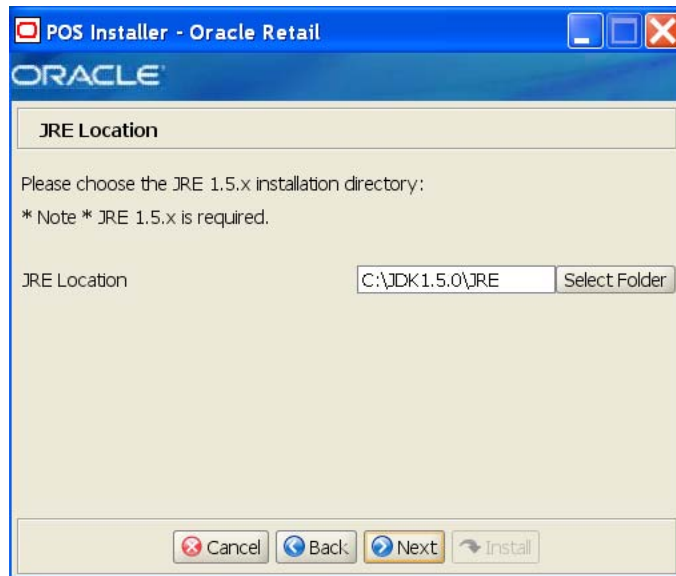 POS Installer - Oracle Retail
ORACLE
JRE Location
Please choose the JRE 1.5.x installation directory:
* Note * JRE 1.5.x is required.
JRE Location C:\JDK1.5.0\JRE Select Folder
Cancel Back Next Install